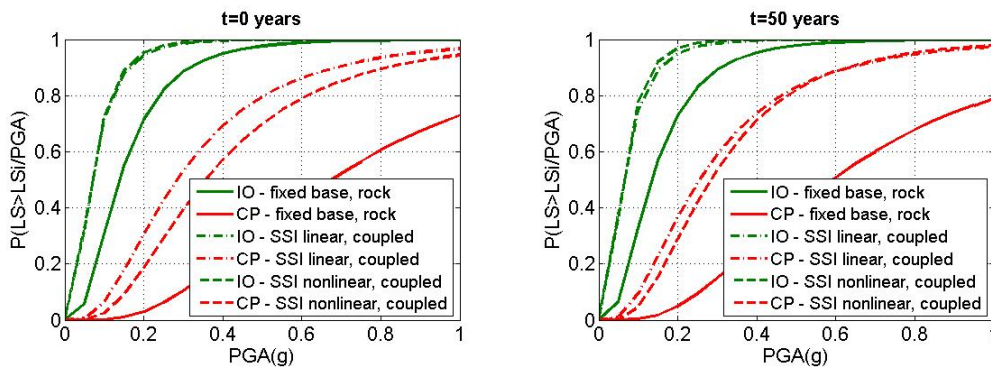 t=0 years
P(LS>LSi/PGA)
1
0.8
0.6
0.4
0.2
0
IO - fixed base, rock
CP - fixed base, rock
IO - SSI linear, coupled
CP - SSI linear, coupled
IO - SSI nonlinear, coupled
CP - SSI nonlinear, coupled
0 0.2 0.4 0.6 0.8 1
PGA(g)
t=50 years
P(LS>LSi/PGA)
1
0.8
0.6
0.4
0.2
0
IO - fixed base, rock
CP - fixed base, rock
IO - SSI linear, coupled
CP - SSI linear, coupled
IO - SSI nonlinear, coupled
CP - SSI nonlinear, coupled
0 0.2 0.4 0.6 0.8 1
PGA(g)